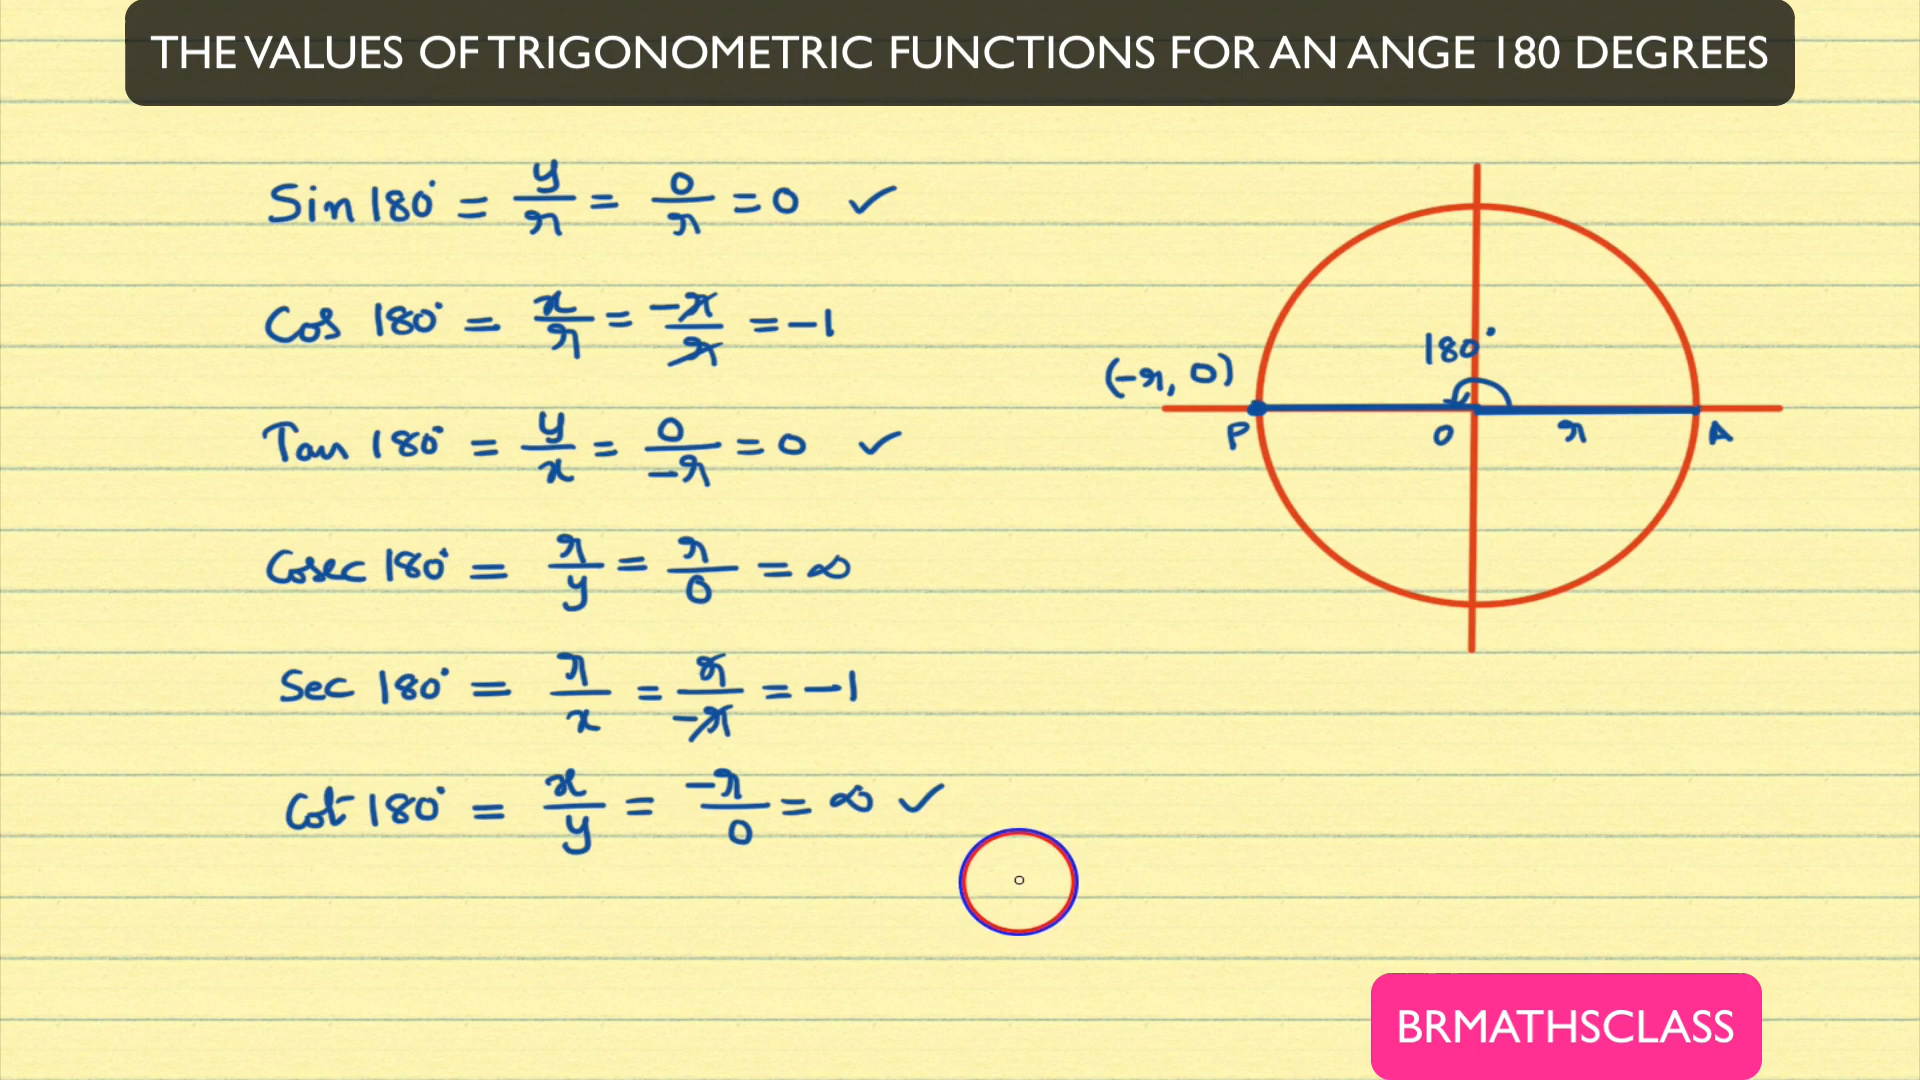 THE VALUES OF TRIGONOMETRIC FUNCTIONS FOR AN ANGE 180 DEGREES
Sin 180° = y/r = 0/r = 0 ✓
Cos 180° = x/r = -r/r = -1
Tan 180° = y/x = 0/-r = 0 ✓
Cosec 180° = r/y = r/0 = ∞
Sec 180° = r/x = r/-r = -1
Cot 180° = x/y = -r/0 = ∞ ✓
180°
(-r, 0)
P O r A
BRMATHSCLASS